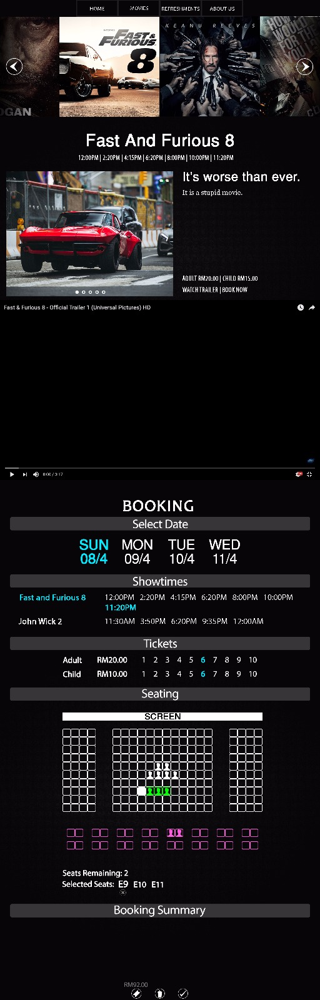 HOME MOVIES REFRESHMENTS ABOUT US
KEANU REEVES
FAST &
FURIOUS
8
HOW
WOULD
FOR THE
YOU
OGAN
Fast And Furious 8
12:00PM | 2:20PM | 4:15PM | 6:20PM | 8:00PM | 10:00PM | 11:20PM
It's worse than ever.
It is a stupid movie.
ADULT RM20.00 | CHILD RM15.00
WATCH TRAILER | BOOK NOW
Fast & Furious 8 - Official Trailer 1 (Universal Pictures) HD
0:00 / 3:17
BOOKING
Select Date
SUN MON TUE WED
08/4 09/4 10/4 11/4
Showtimes
Fast and Furious 8 12:00PM 2:20PM 4:15PM 6:20PM 8:00PM 10:00PM
11:20PM
John Wick 2 11:30AM 3:50PM 6:20PM 9:35PM 12:00AM
Tickets
Adult RM20.00 1 2 3 4 5 6 7 8 9 10
Child RM10.00 1 2 3 4 5 6 7 8 9 10
Seating
SCREEN
Seats Remaining: 2
Selected Seats: E9 E10 E11
Booking Summary
RM92.00